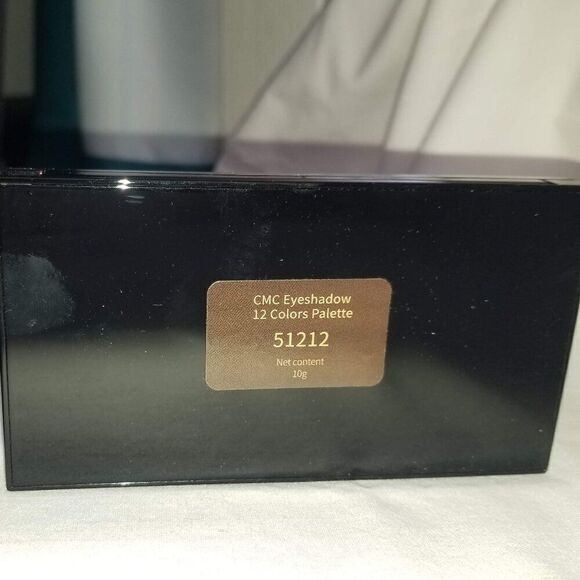 CMC Eyeshadow
12 Colors Palette
51212
Net content
10g